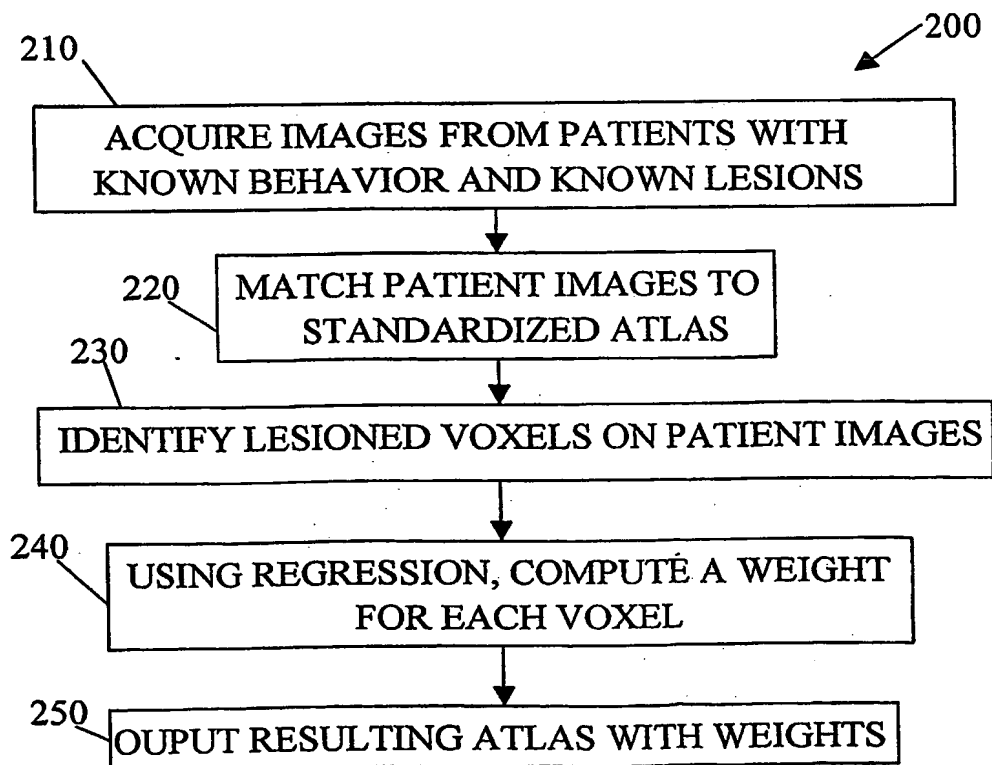 200
210
ACQUIRE IMAGES FROM PATIENTS WITH
KNOWN BEHAVIOR AND KNOWN LESIONS
220
MATCH PATIENT IMAGES TO
STANDARDIZED ATLAS
230
IDENTIFY LESIONED VOXELS ON PATIENT IMAGES
240
USING REGRESSION, COMPUTE A WEIGHT
FOR EACH VOXEL
250
OUPUT RESULTING ATLAS WITH WEIGHTS